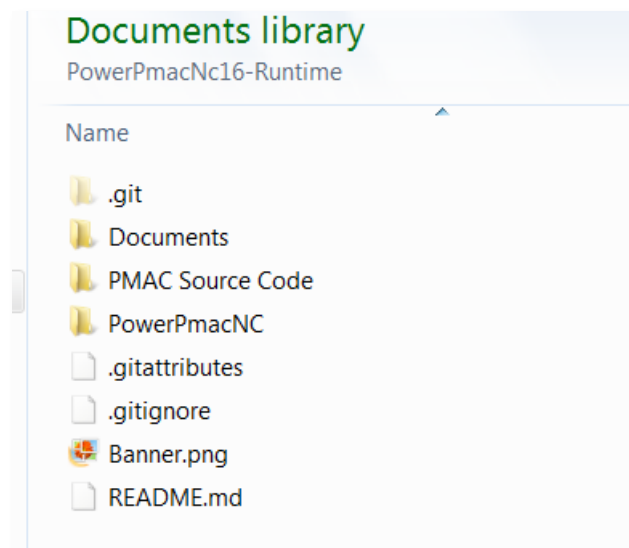 Documents library
PowerPmacNc16-Runtime
Name
.git
Documents
PMAC Source Code
PowerPmacNC
.gitattributes
.gitignore
Banner.png
README.md